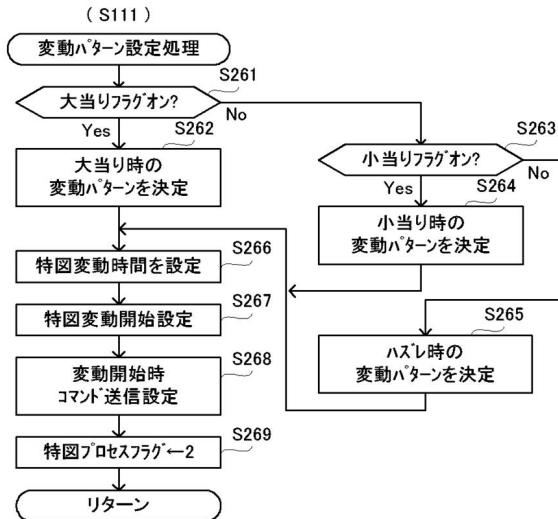 ( S111 )
変動パターン設定処理
S261
大当りフラグオン?
No
Yes
S262
大当り時の
変動パターンを決定
S263
小当りフラグオン?
No
Yes
S264
小当り時の
変動パターンを決定
S265
ハズレ時の
変動パターンを決定
S266
特図変動時間を設定
S267
特図変動開始設定
S268
変動開始時
コマンド送信設定
S269
特図プロセスフラグ←2
リターン